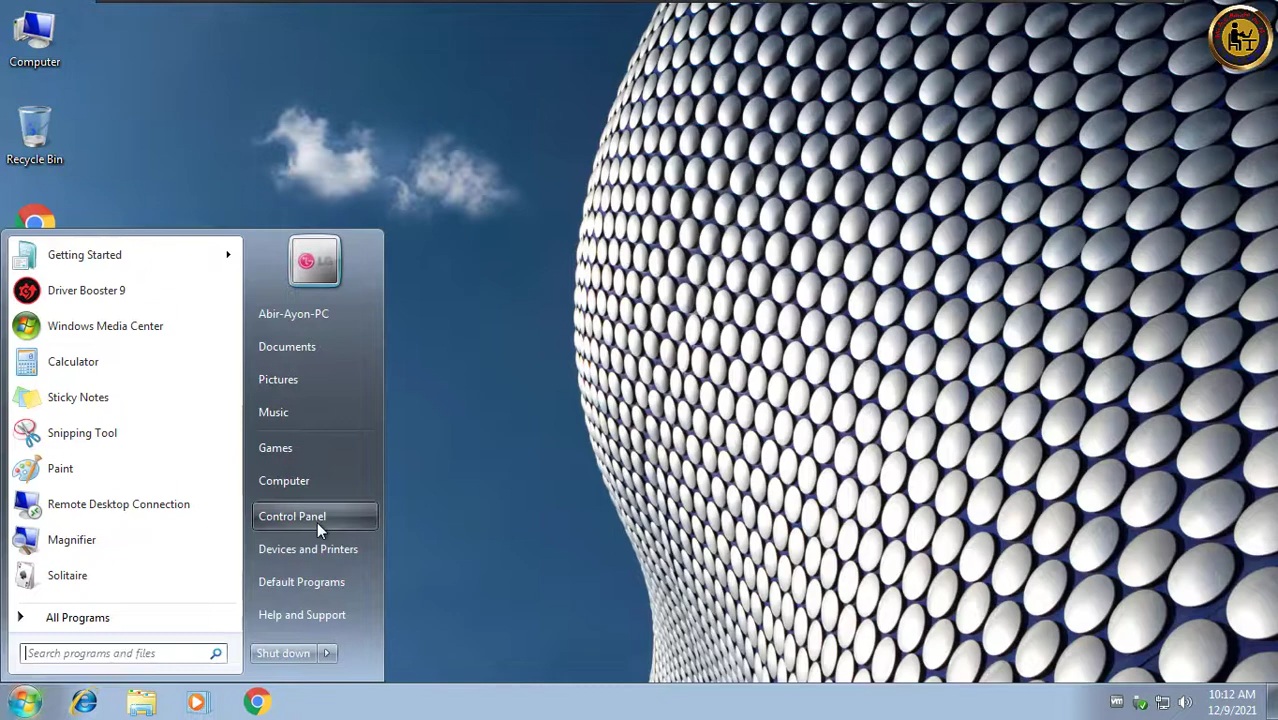 Computer
Recycle Bin
Getting Started
Driver Booster 9
Windows Media Center
Calculator
Sticky Notes
Snipping Tool
Paint
Remote Desktop Connection
Magnifier
Solitaire
All Programs
Search programs and files
LG
Abir-Ayon-PC
Documents
Pictures
Music
Games
Computer
Control Panel
Devices and Printers
Default Programs
Help and Support
Shut down
10:12 AM
12/9/2021